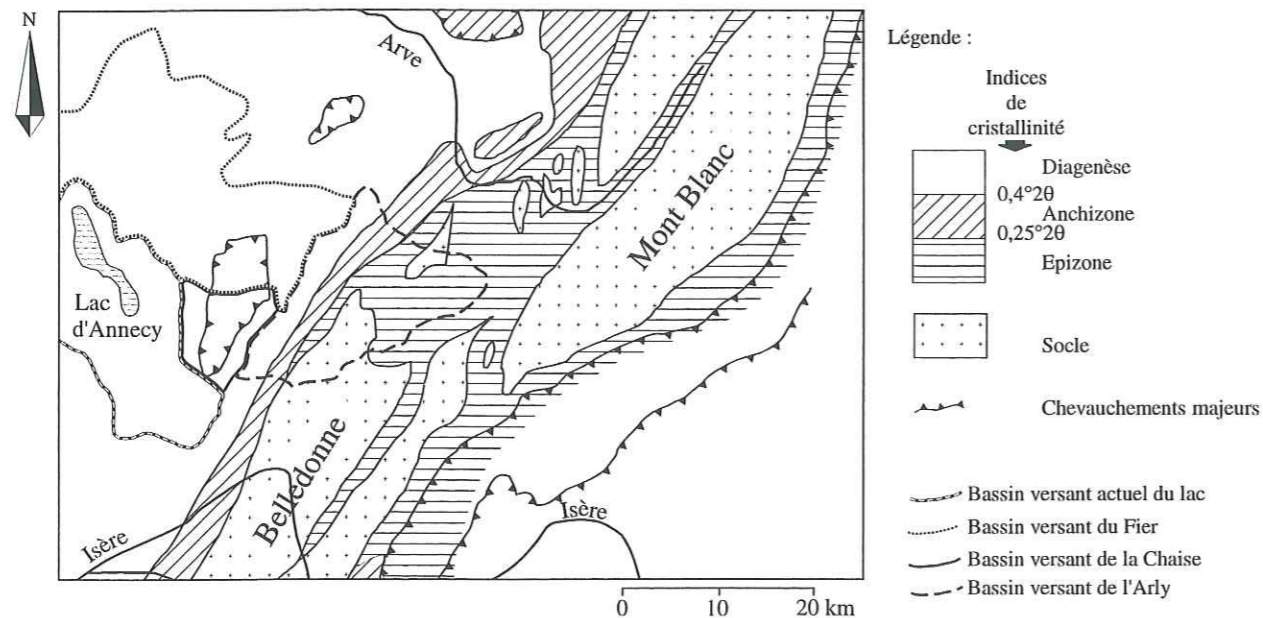 N
Arve
Mont Blanc
Lac
d'Annecy
Belledonne
Isère
Isère
0 10 20 km
Légende :
Indices
de
cristallinité
Diagenèse
0,4°2θ
Anchizone
0,25°2θ
Epizone
Socle
Chevauchements majeurs
Bassin versant actuel du lac
Bassin versant du Fier
Bassin versant de la Chaise
Bassin versant de l'Arly